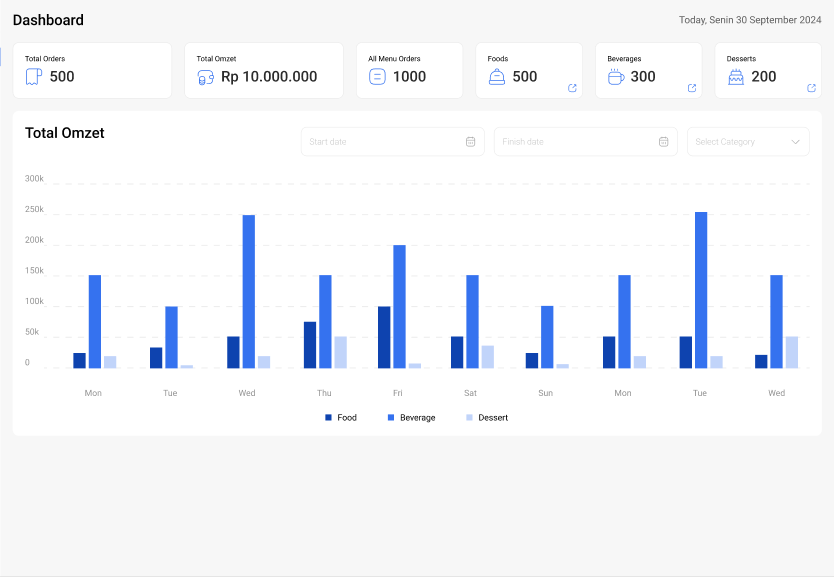 Dashboard
Today, Senin 30 September 2024
Total Orders
500
Total Omzet
Rp 10.000.000
All Menu Orders
1000
Foods
500
Beverages
300
Desserts
200
Total Omzet
Start date
Finish date
Select Category
300k
250k
200k
150k
100k
50k
0
Mon Tue Wed Thu Fri Sat Sun Mon Tue Wed
Food Beverage Dessert